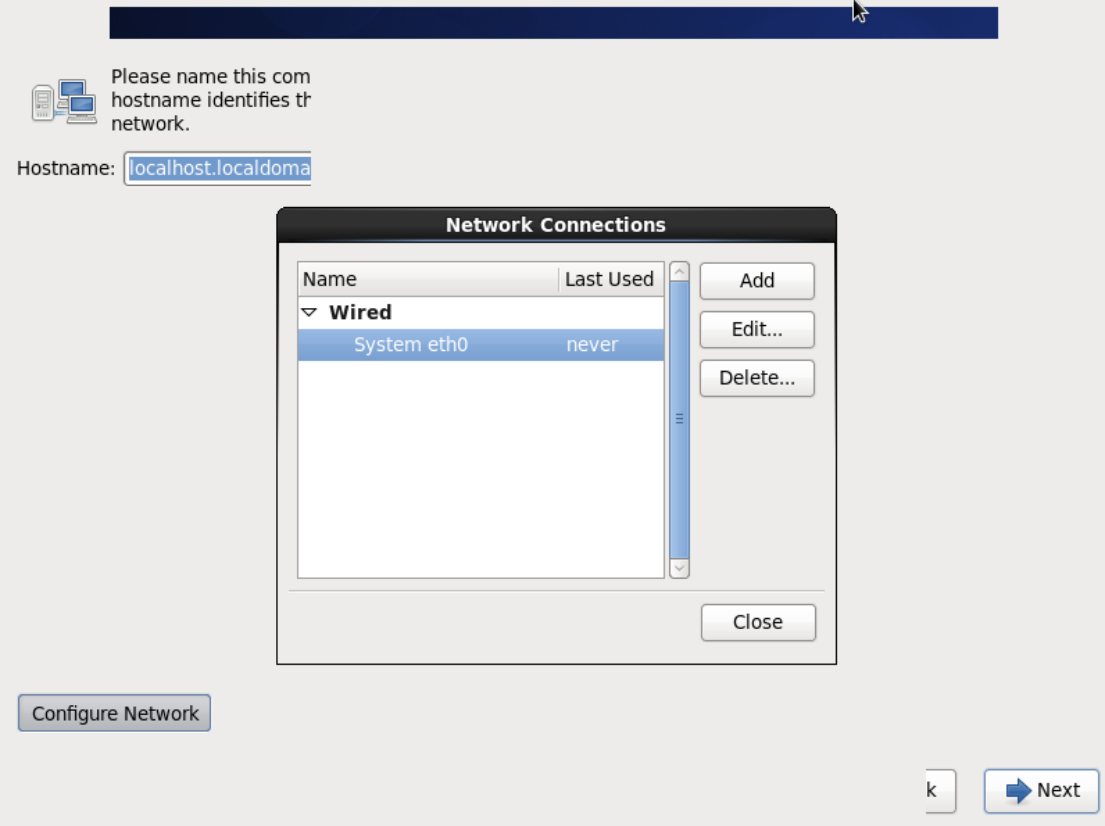 Please name this com
hostname identifies th
network.
Hostname: localhost.localdoma
Network Connections
Name Last Used
Wired
System eth0 never
Add
Edit...
Delete...
Close
Configure Network
k
Next